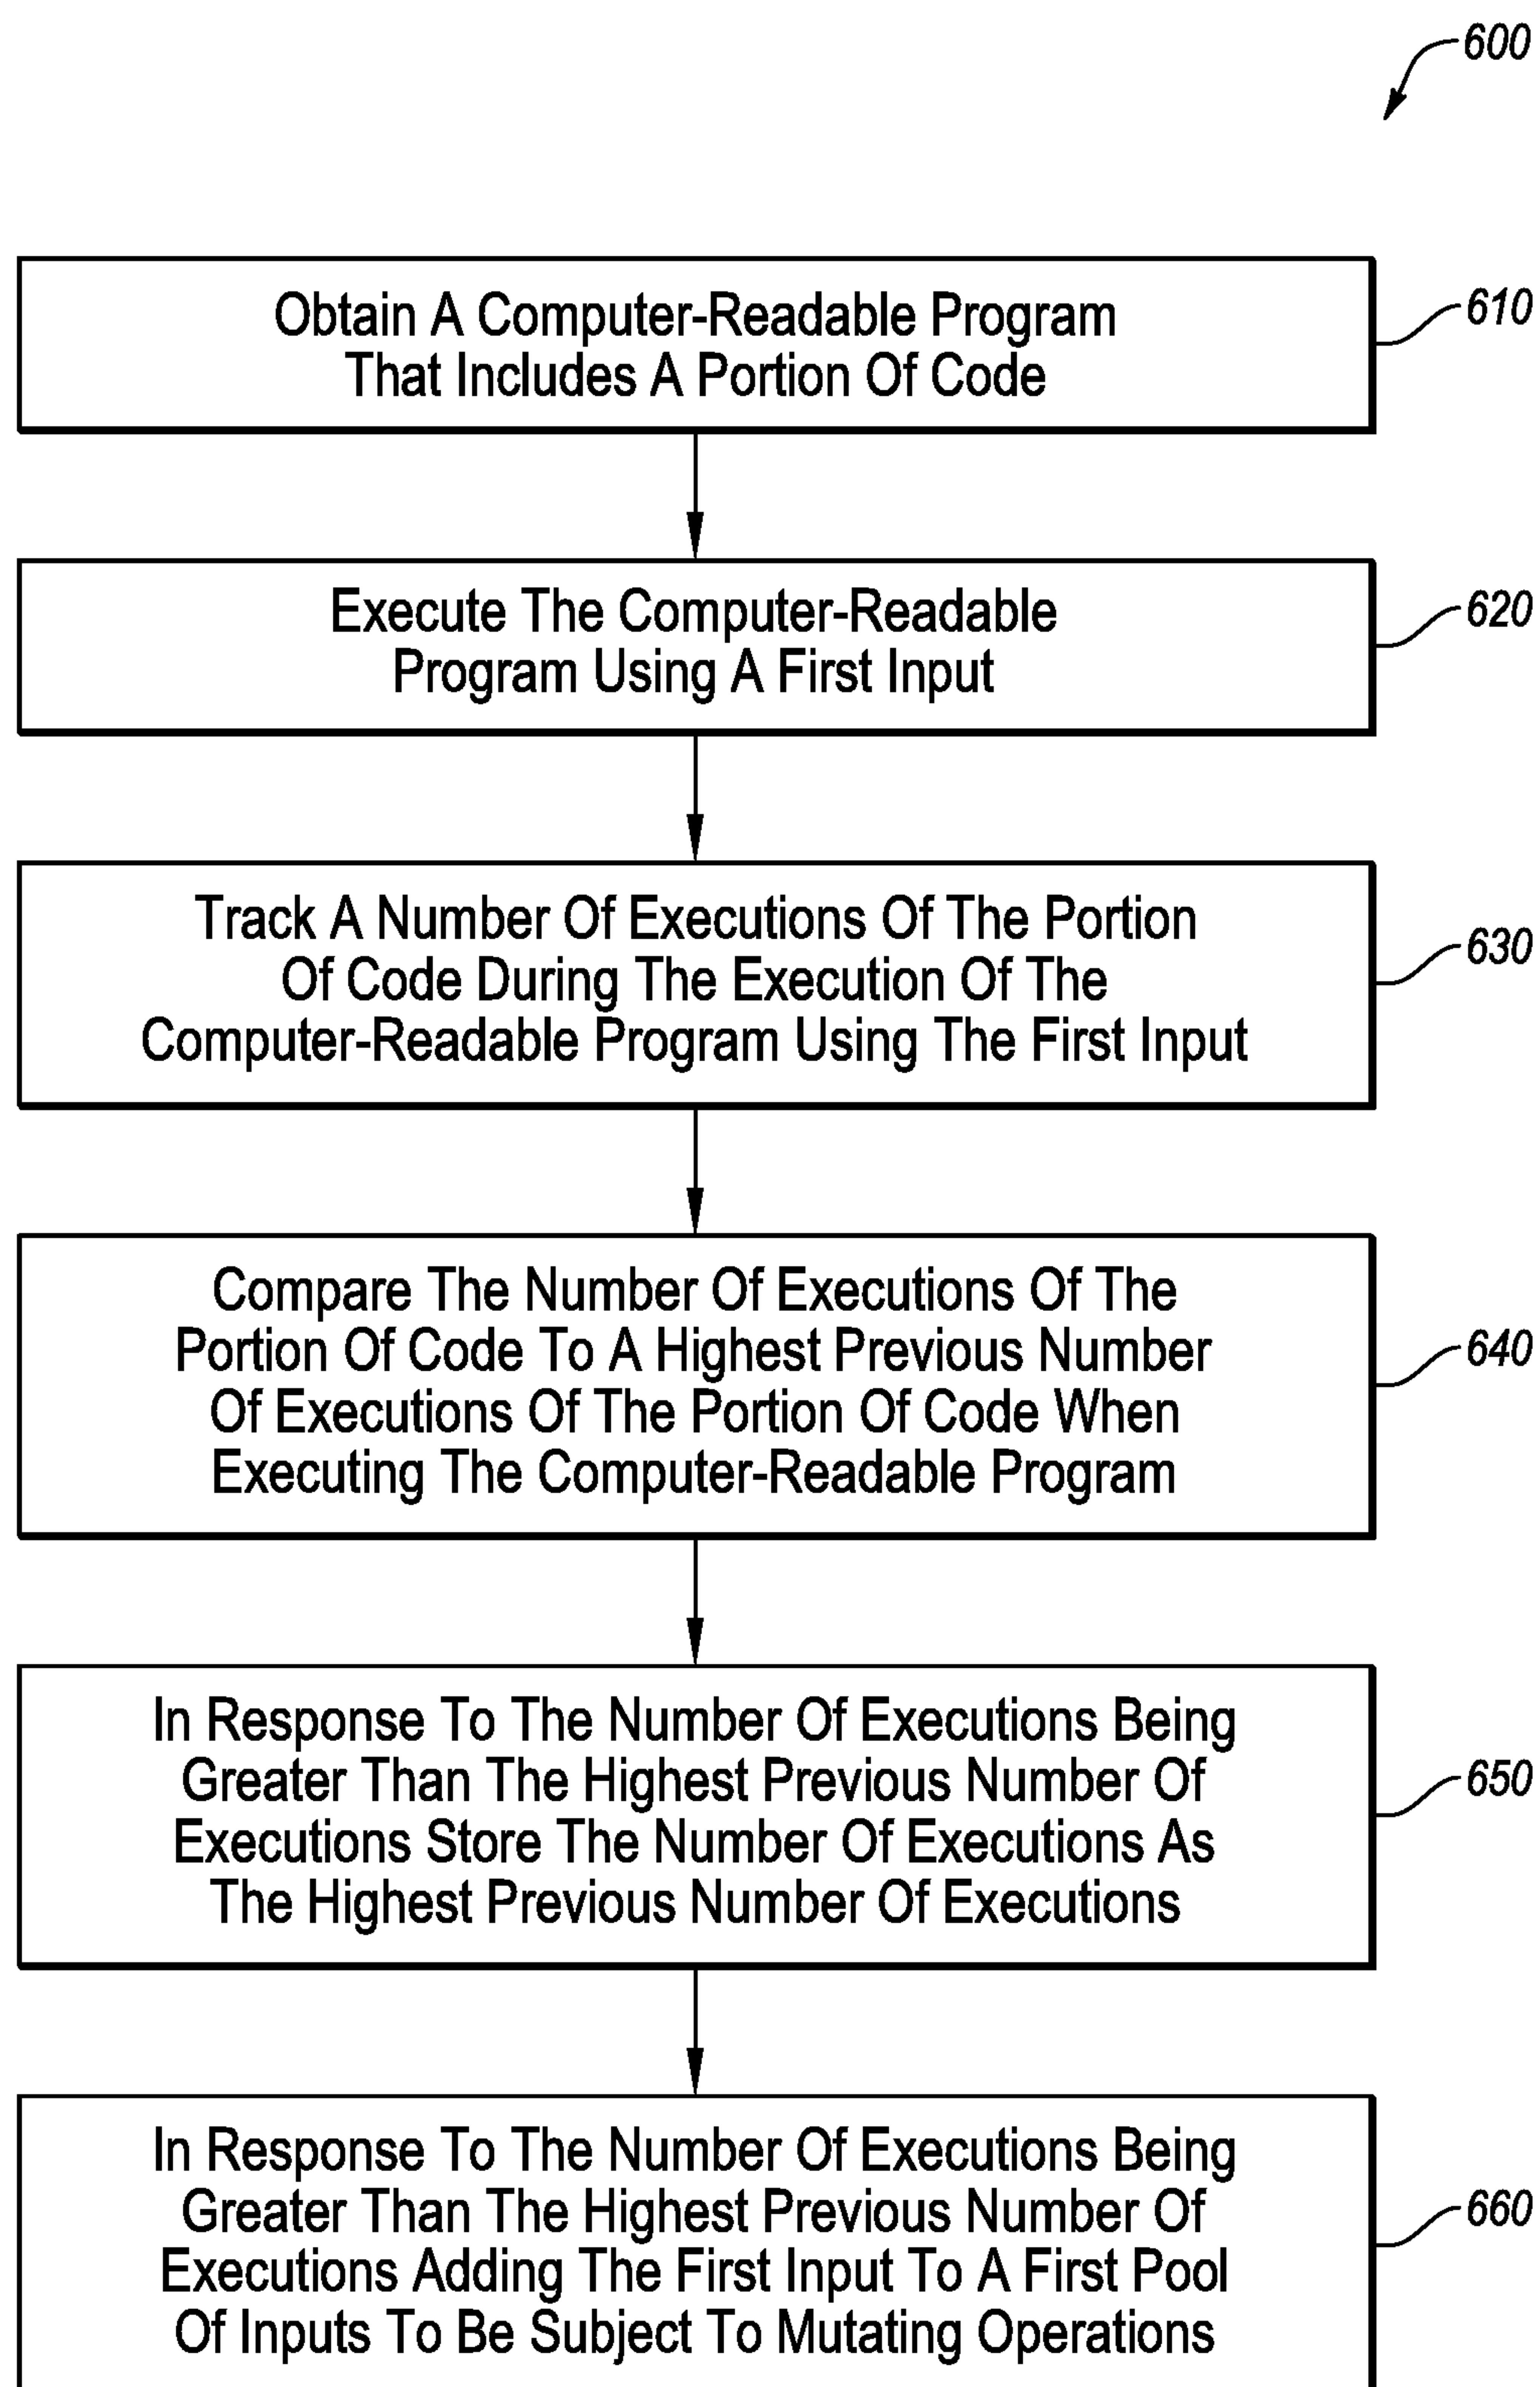 600
Obtain A Computer-Readable Program
That Includes A Portion Of Code
610
Execute The Computer-Readable
Program Using A First Input
620
Track A Number Of Executions Of The Portion
Of Code During The Execution Of The
Computer-Readable Program Using The First Input
630
Compare The Number Of Executions Of The
Portion Of Code To A Highest Previous Number
Of Executions Of The Portion Of Code When
Executing The Computer-Readable Program
640
In Response To The Number Of Executions Being
Greater Than The Highest Previous Number Of
Executions Store The Number Of Executions As
The Highest Previous Number Of Executions
650
In Response To The Number Of Executions Being
Greater Than The Highest Previous Number Of
Executions Adding The First Input To A First Pool
Of Inputs To Be Subject To Mutating Operations
660